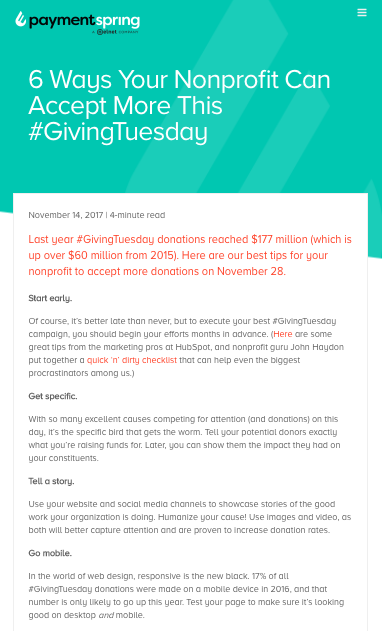 paymentspring
6 Ways Your Nonprofit Can
Accept More This
#GivingTuesday
November 14, 2017 | 4-minute read
Last year #GivingTuesday donations reached $177 million (which is
up over $60 million from 2015). Here are our best tips for your
nonprofit to accept more donations on November 28.
Start early.
Of course, it's better late than never, but to execute your best #GivingTuesday
campaign, you should begin your efforts months in advance. (Here are some
great tips from the marketing pros at HubSpot, and nonprofit guru John Haydon
put together a quick 'n' dirty checklist that can help even the biggest
procrastinators among us.)
Get specific.
With so many excellent causes competing for attention (and donations) on this
day, it's the specific bird that gets the worm. Tell your potential donors exactly
what you're raising funds for. Later, you can show them the impact they had on
your constituents.
Tell a story.
Use your website and social media channels to showcase stories of the good
work your organization is doing. Humanize your cause! Use images and video, as
both will better capture attention and are proven to increase donation rates.
Go mobile.
In the world of web design, responsive is the new black. 17% of all
#GivingTuesday donations were made on a mobile device in 2016, and that
number is only likely to go up this year. Test your page to make sure it's looking
good on desktop and mobile.